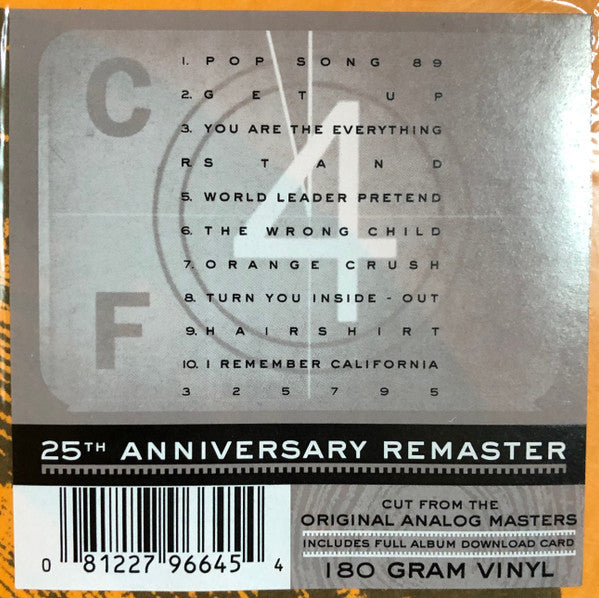 C
4
F
1. POP SONG 89
2. GET UP
3. YOU ARE THE EVERYTHING
R. STAND
5. WORLD LEADER PRETEND
6. THE WRONG CHILD
7. ORANGE CRUSH
8. TURN YOU INSIDE-OUT
9. HAIRSHIRT
10. I REMEMBER CALIFORNIA
3 2 5 7 9 5
25TH ANNIVERSARY REMASTER
CUT FROM THE
ORIGINAL ANALOG MASTERS
INCLUDES FULL ALBUM DOWNLOAD CARD
180 GRAM VINYL
0 81227 96645 4